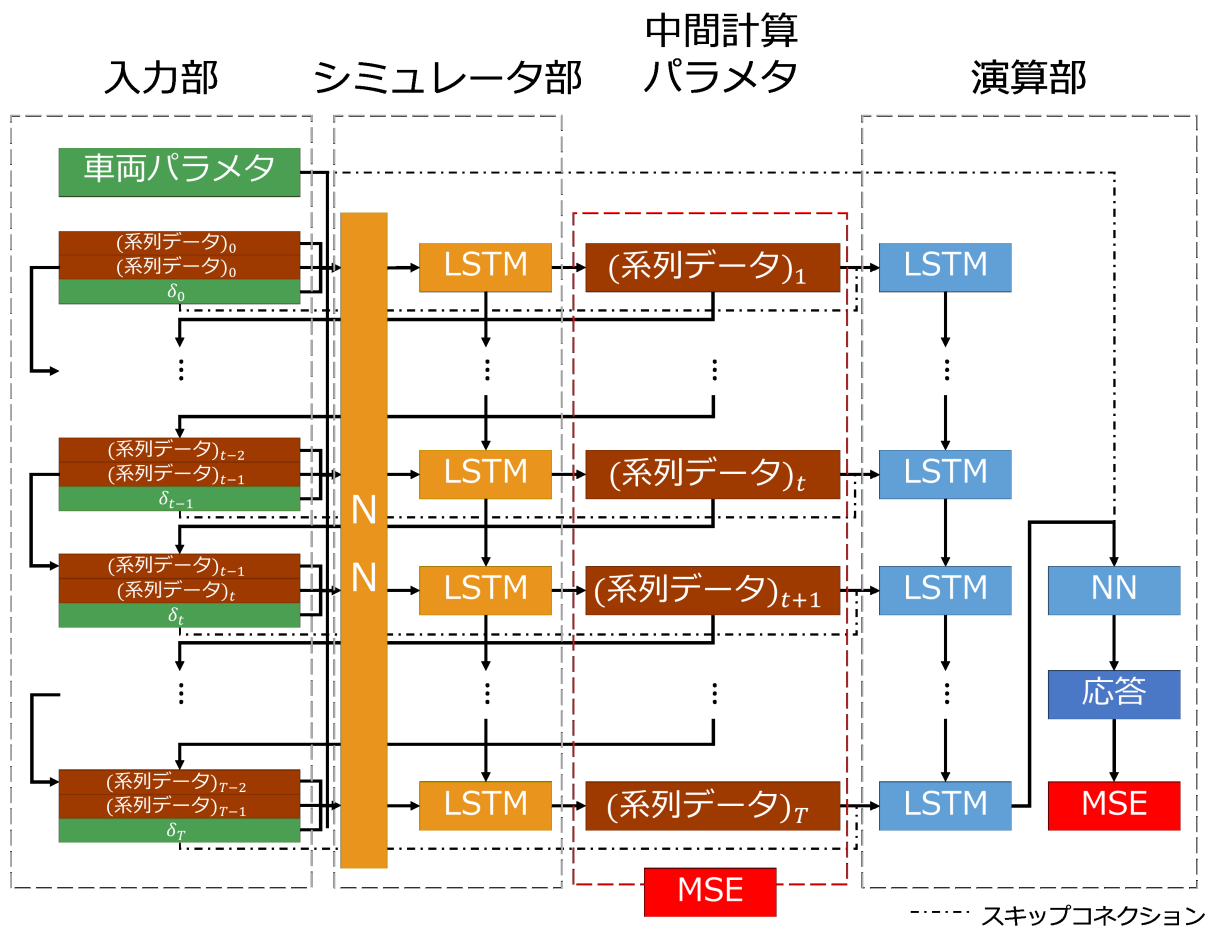 入力部
シミュレータ部
中間計算
パラメタ
演算部
車両パラメタ
(系列データ)₀
(系列データ)₀
δ₀
LSTM
(系列データ)₁
LSTM
⋮
⋮
⋮
⋮
(系列データ)ₜ₋₂
(系列データ)ₜ₋₁
δₜ₋₁
LSTM
(系列データ)ₜ
LSTM
N
N
(系列データ)ₜ₋₁
(系列データ)ₜ
δₜ
LSTM
(系列データ)ₜ₊₁
LSTM
NN
⋮
⋮
⋮
⋮
応答
(系列データ)_{T−2}
(系列データ)_{T−1}
δ_T
LSTM
(系列データ)_T
LSTM
MSE
MSE
スキップコネクション